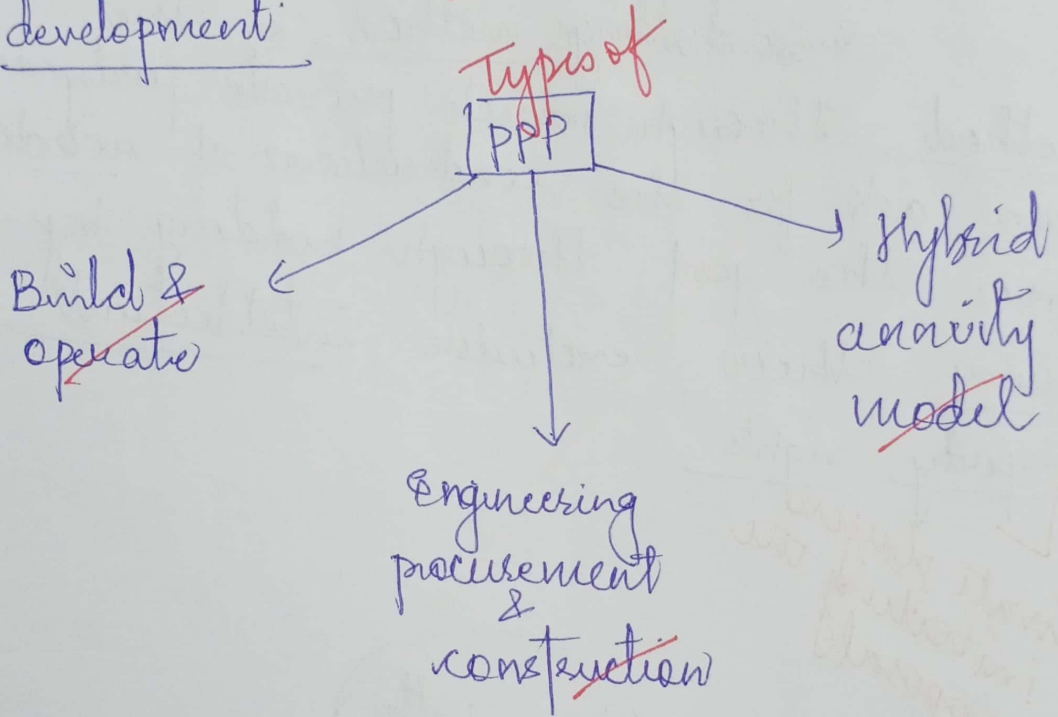 development
Types of
PPP
Build &
operate
Hybrid
annuity
model
Engineering
procurement
&
construction